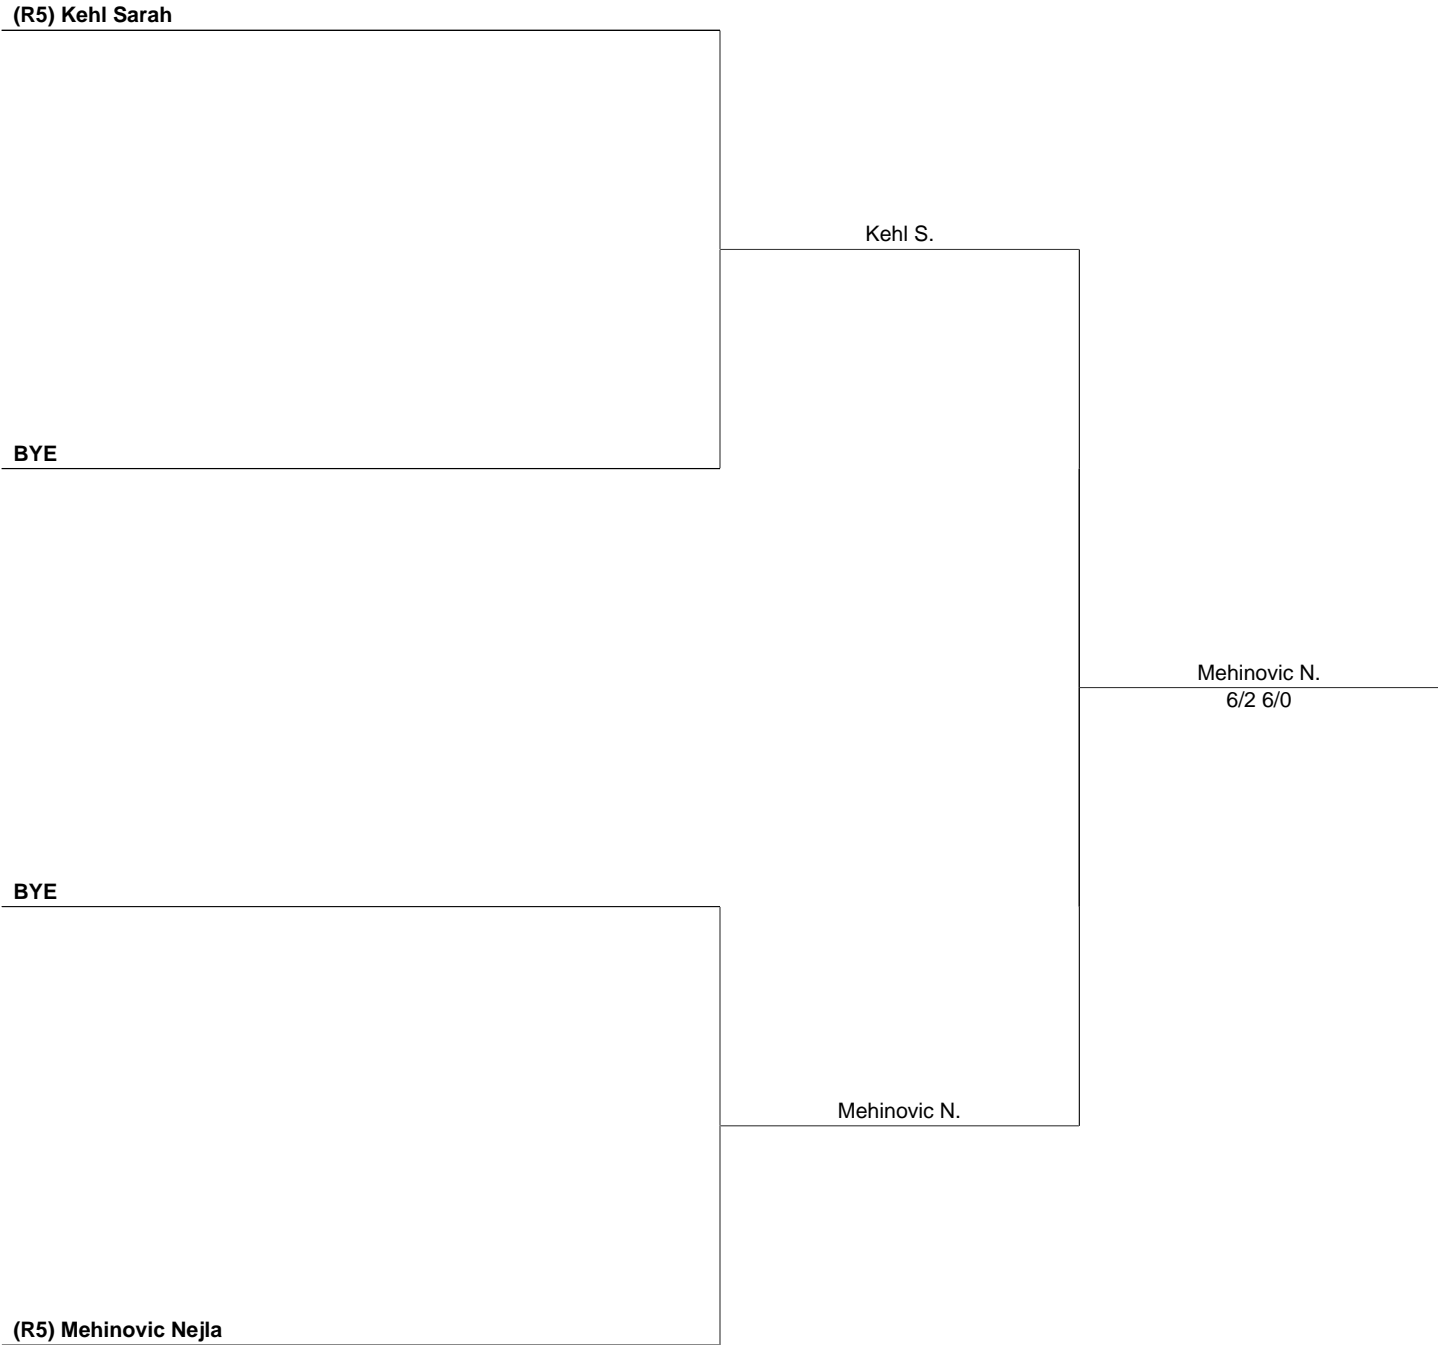 (R5) Kehl Sarah
Kehl S.
BYE
Mehinovic N.
6/2 6/0
BYE
Mehinovic N.
(R5) Mehinovic Nejla